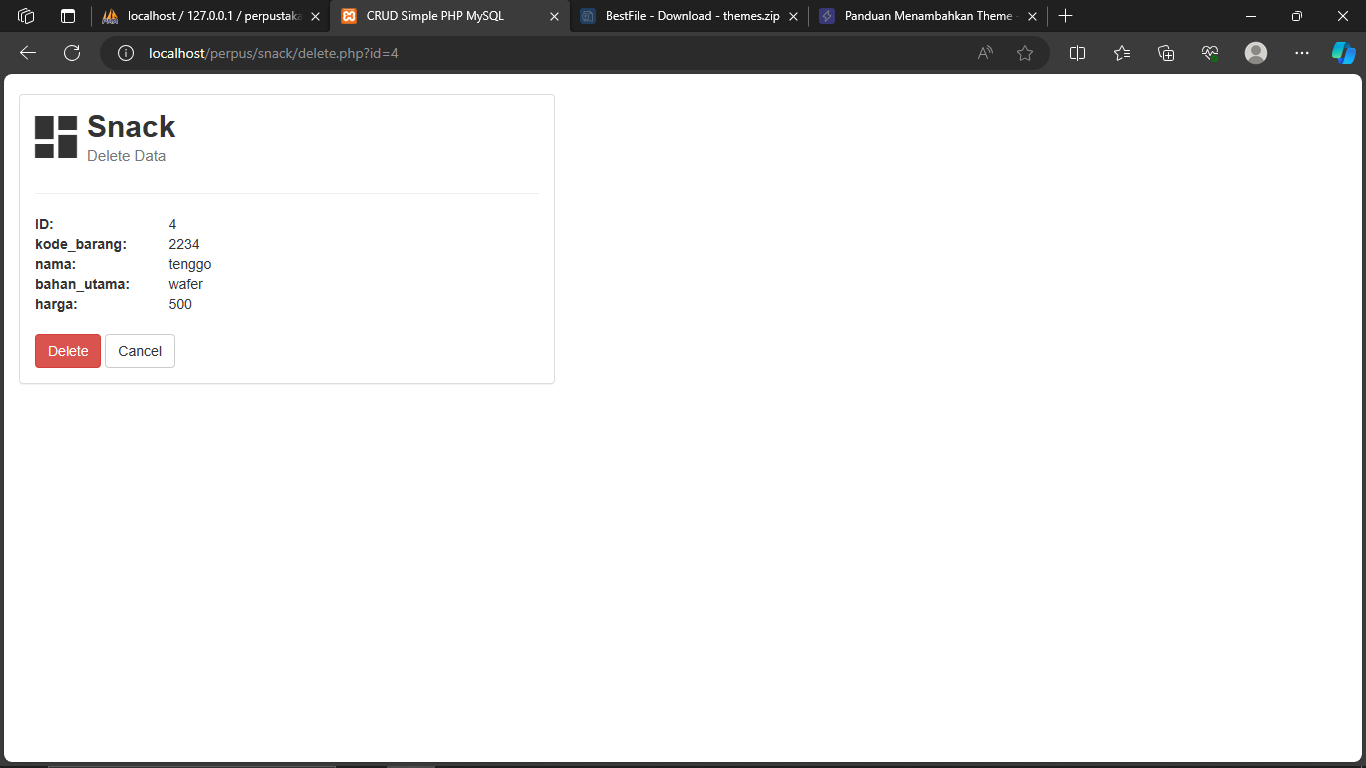 localhost / 127.0.0.1 / perpustaka
CRUD Simple PHP MySQL
BestFile - Download - themes.zip
Panduan Menambahkan Theme -
localhost/perpus/snack/delete.php?id=4
Snack
Delete Data
ID: 4
kode_barang: 2234
nama: tenggo
bahan_utama: wafer
harga: 500
Delete Cancel